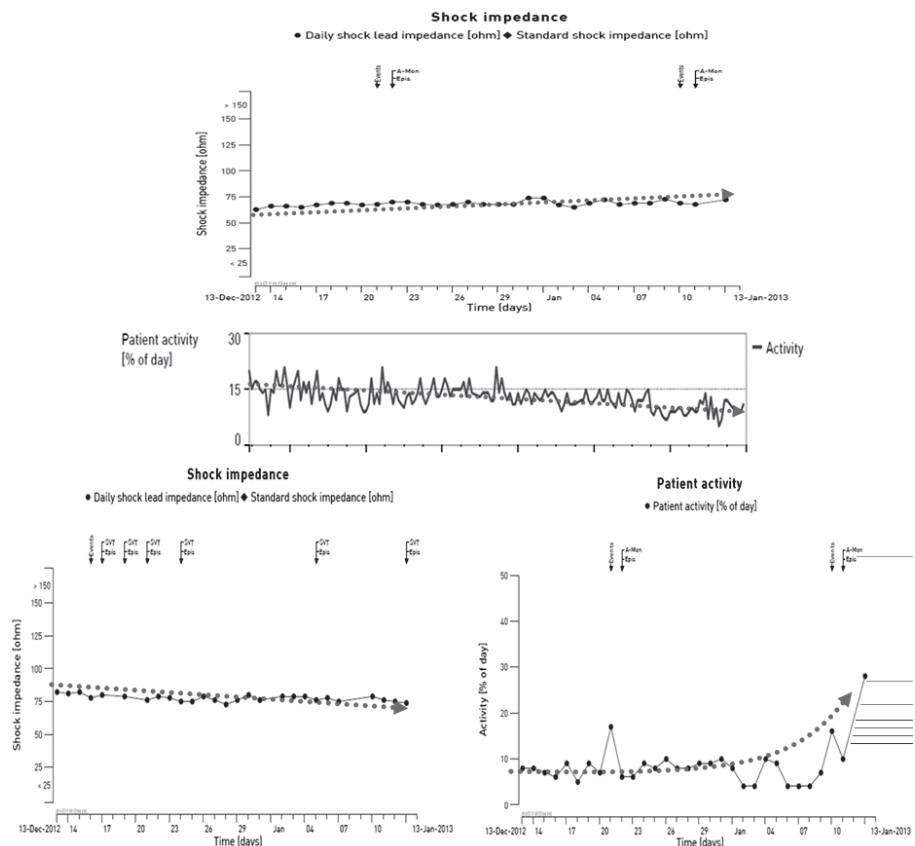 Shock impedance
● Daily shock lead impedance [ohm] ◆ Standard shock impedance [ohm]
Events
A-Mon
Epis
Events
A-Mon
Epis
Shock impedance [ohm]
> 150
150
125
100
75
50
25
< 25
BIOTRONIK
13-Dec-2012 14 17 20 23 26 29 Jan 04 07 10 13-Jan-2013
Time [days]
Patient activity
[% of day]
30
15
0
Activity
Shock impedance
● Daily shock lead impedance [ohm] ◆ Standard shock impedance [ohm]
Events
SVT
Epis
SVT
Epis
SVT
Epis
SVT
Epis
SVT
Epis
SVT
Epis
Shock impedance [ohm]
> 150
150
125
100
75
50
25
< 25
BIOTRONIK
13-Dec-2012 14 17 20 23 26 29 Jan 04 07 10 13-Jan-2013
Time [days]
Patient activity
● Patient activity [% of day]
Events
A-Mon
Epis
Events
A-Mon
Epis
Activity [% of day]
50
40
30
20
10
0
BIOTRONIK
13-Dec-2012 14 17 20 23 26 29 Jan 04 07 10 13-Jan-2013
Time [days]